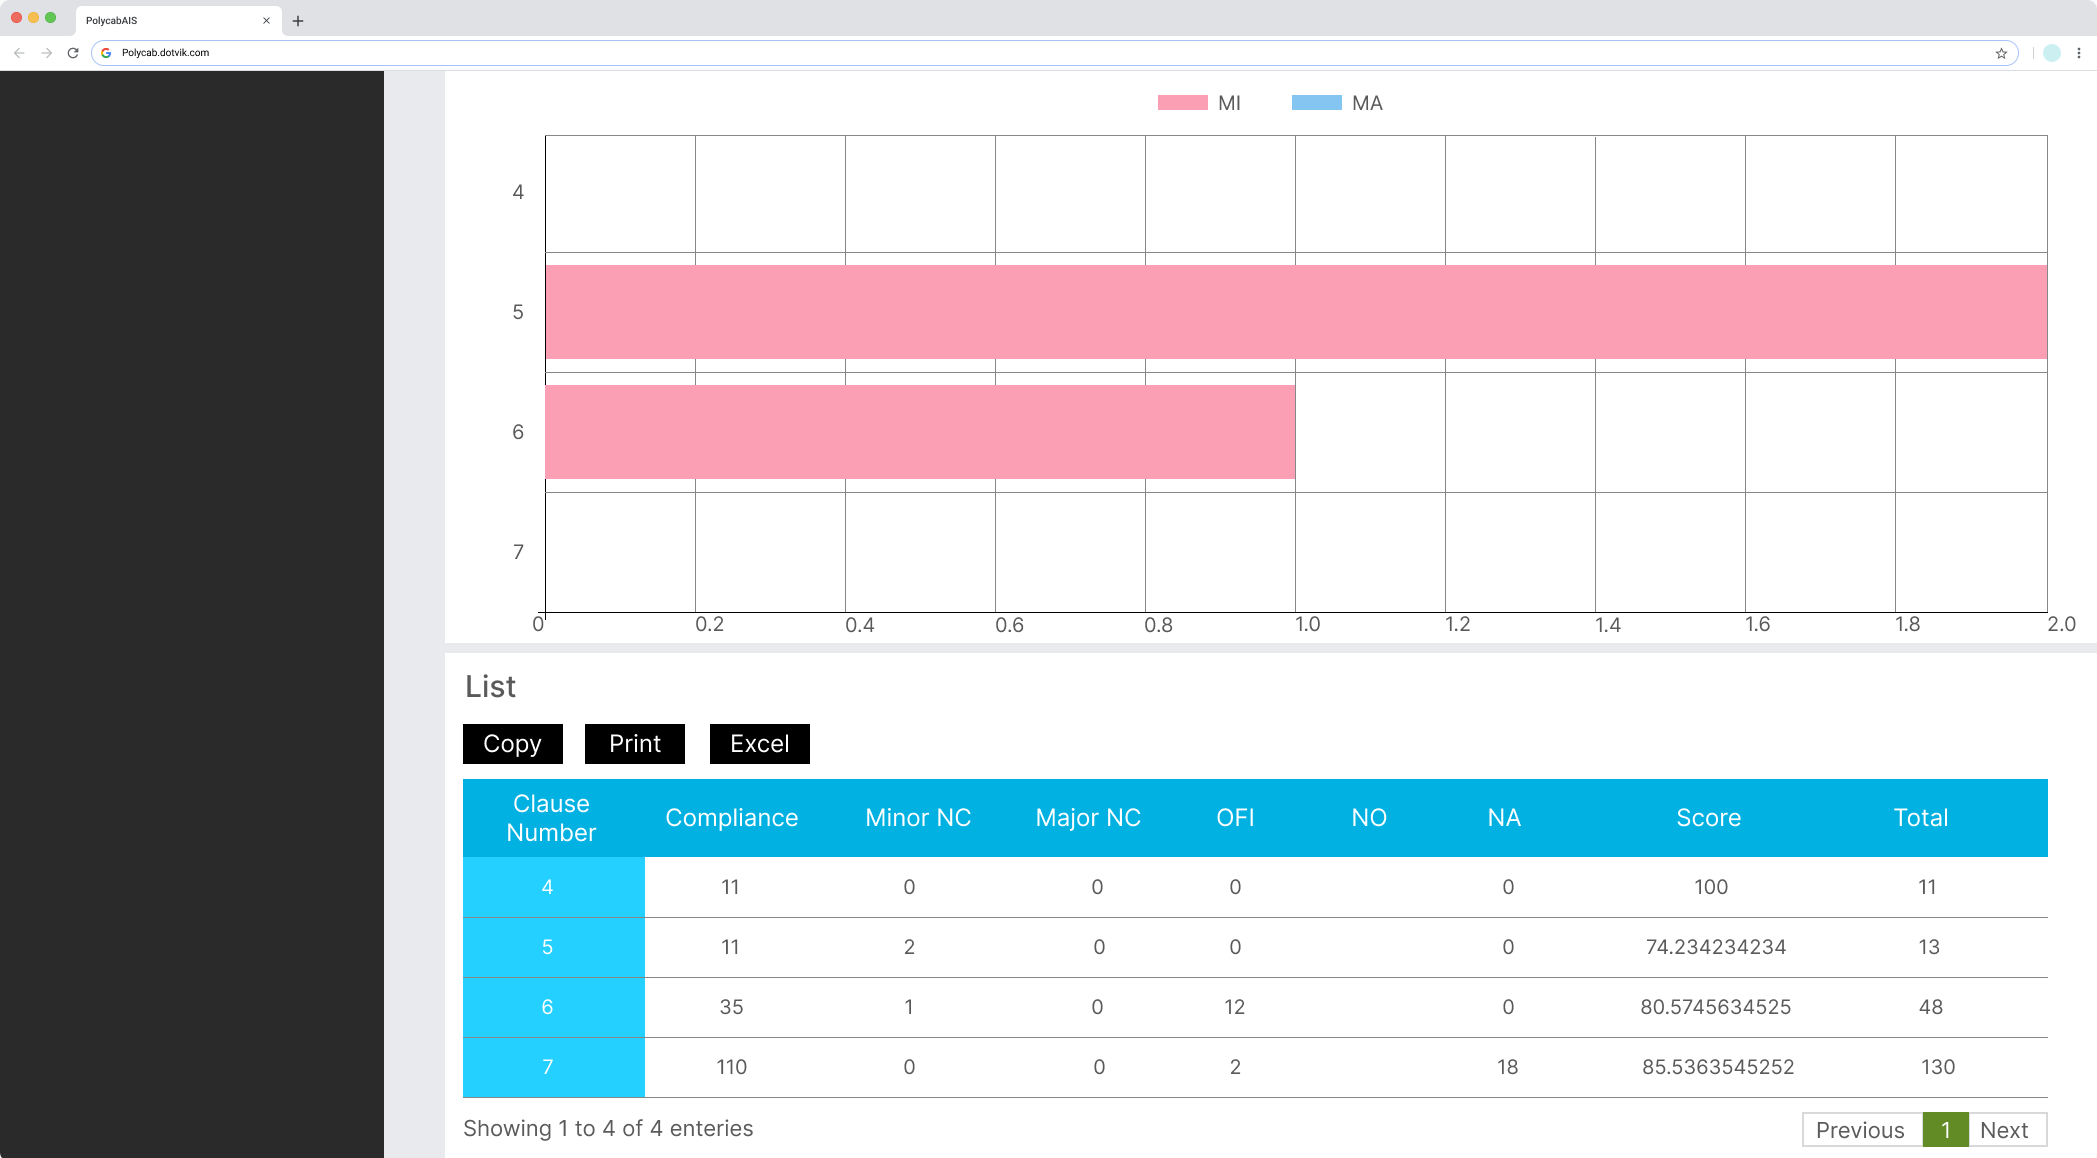 PolycabAIS
Polycab.dotvik.com
MI MA
4
5
6
7
0 0.2 0.4 0.6 0.8 1.0 1.2 1.4 1.6 1.8 2.0
List
Copy Print Excel
Clause Number Compliance Minor NC Major NC OFI NO NA Score Total
4 11 0 0 0 0 100 11
5 11 2 0 0 0 74.234234234 13
6 35 1 0 12 0 80.5745634525 48
7 110 0 0 2 18 85.5363545252 130
Showing 1 to 4 of 4 enteries
Previous 1 Next